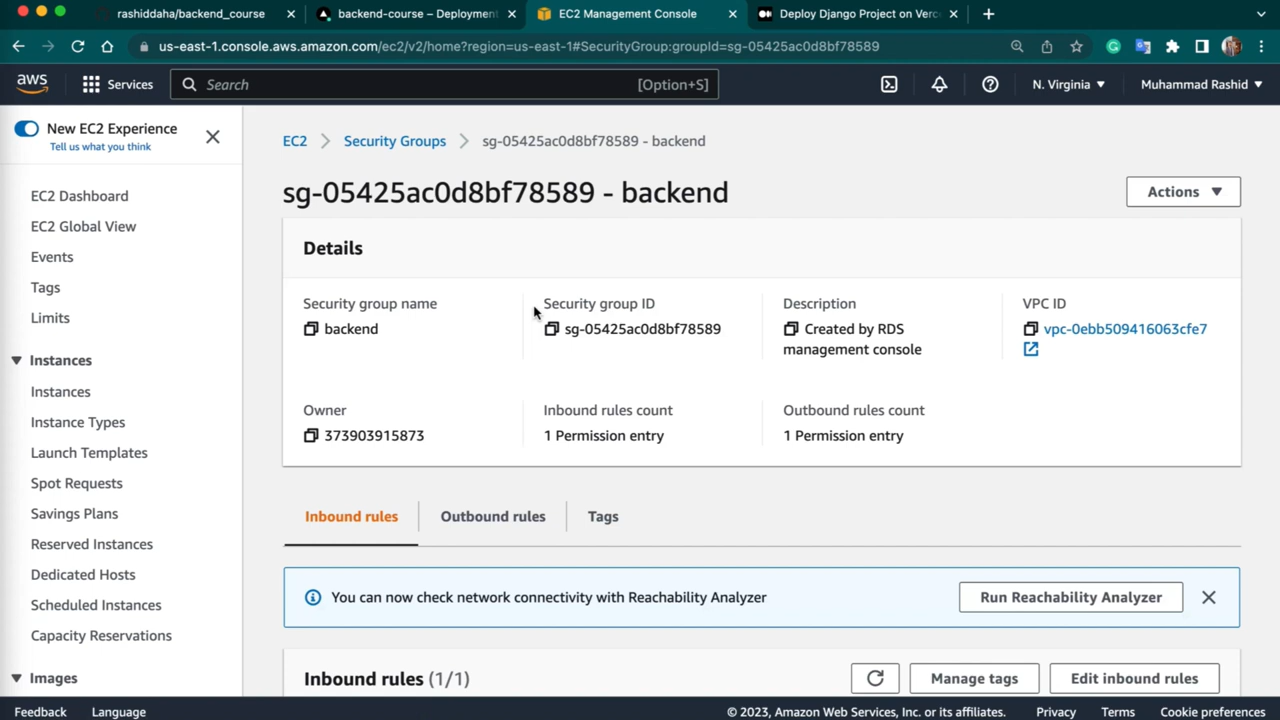 rashiddaha/backend_course
backend-course – Deployment
EC2 Management Console
Deploy Django Project on Verc
us-east-1.console.aws.amazon.com/ec2/v2/home?region=us-east-1#SecurityGroup:groupId=sg-05425ac0d8bf78589
aws
Services
Search
[Option+S]
N. Virginia
Muhammad Rashid
New EC2 Experience
Tell us what you think
EC2 Dashboard
EC2 Global View
Events
Tags
Limits
Instances
Instances
Instance Types
Launch Templates
Spot Requests
Savings Plans
Reserved Instances
Dedicated Hosts
Scheduled Instances
Capacity Reservations
Images
EC2
Security Groups
sg-05425ac0d8bf78589 - backend
sg-05425ac0d8bf78589 - backend
Actions
Details
Security group name
backend
Security group ID
sg-05425ac0d8bf78589
Description
Created by RDS
management console
VPC ID
vpc-0ebb509416063cfe7
Owner
373903915873
Inbound rules count
1 Permission entry
Outbound rules count
1 Permission entry
Inbound rules
Outbound rules
Tags
You can now check network connectivity with Reachability Analyzer
Run Reachability Analyzer
Inbound rules (1/1)
Manage tags
Edit inbound rules
Feedback
Language
© 2023, Amazon Web Services, Inc. or its affiliates.
Privacy
Terms
Cookie preferences